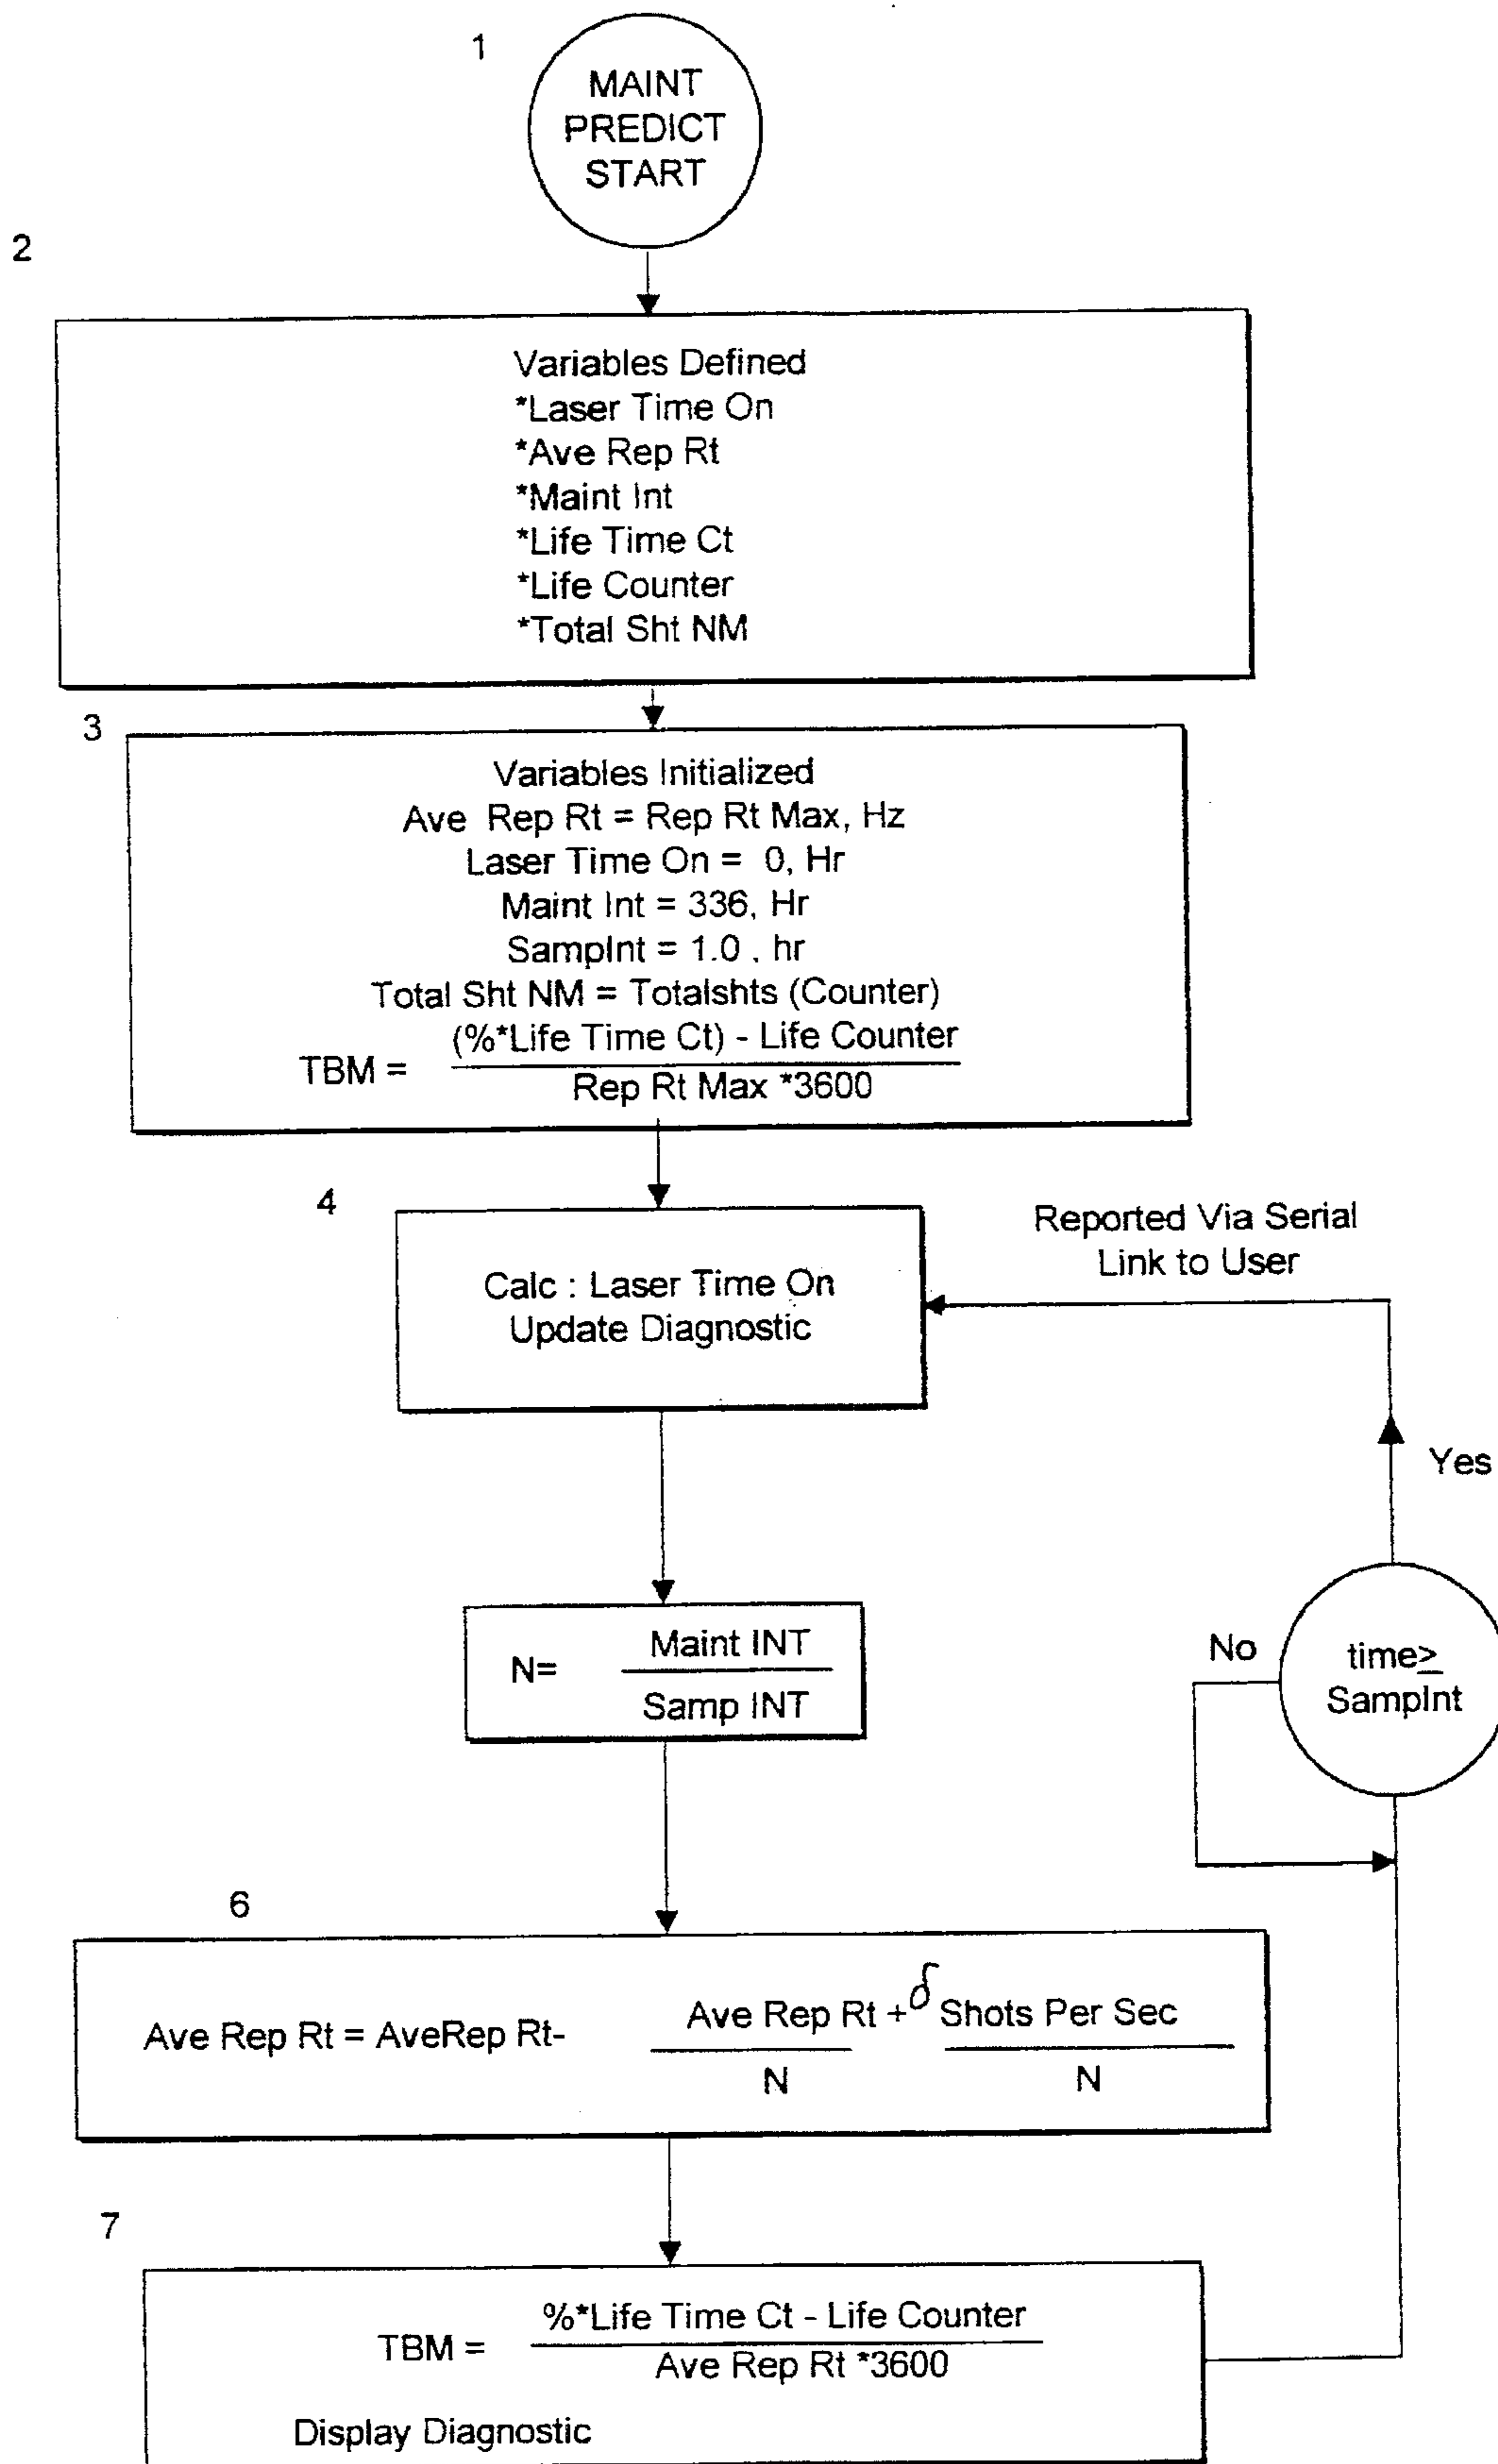 1
MAINT
PREDICT
START
2
Variables Defined
*Laser Time On
*Ave Rep Rt
*Maint Int
*Life Time Ct
*Life Counter
*Total Sht NM
3
Variables Initialized
Ave Rep Rt = Rep Rt Max, Hz
Laser Time On = 0, Hr
Maint Int = 336, Hr
SampInt = 1.0 , hr
Total Sht NM = Totalshts (Counter)
(%*Life Time Ct) - Life Counter
TBM =
Rep Rt Max *3600
4
Calc : Laser Time On
Update Diagnostic
Reported Via Serial
Link to User
Yes
No
time≥
SampInt
Maint INT
N=
Samp INT
6
Ave Rep Rt + δ Shots Per Sec
Ave Rep Rt = AveRep Rt-
N N
7
%*Life Time Ct - Life Counter
TBM =
Ave Rep Rt *3600
Display Diagnostic